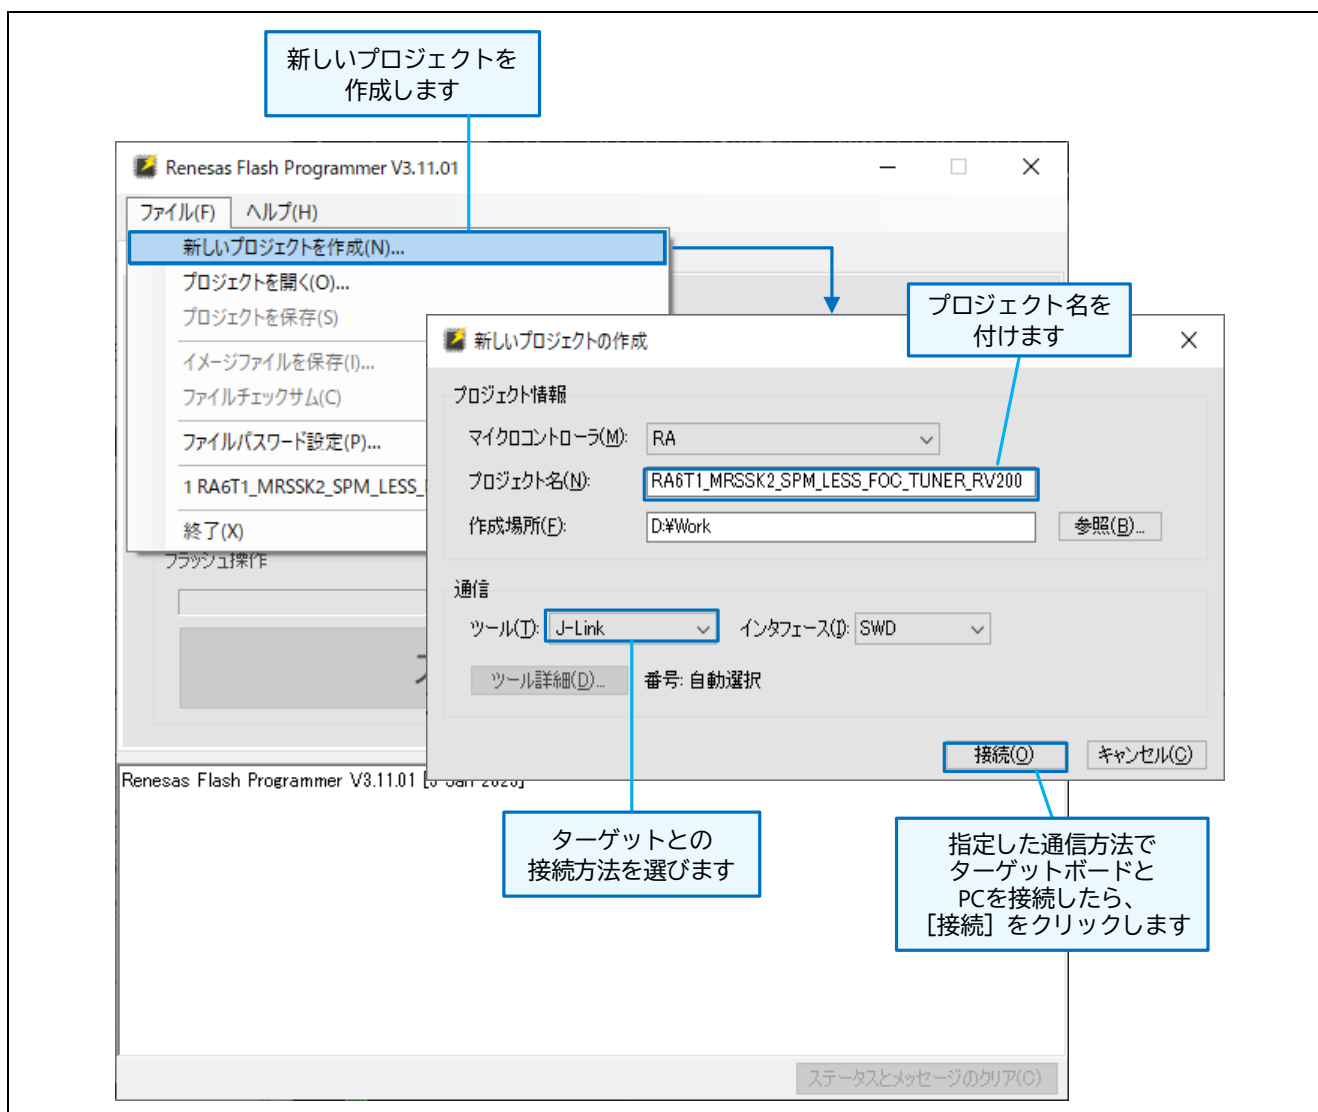 新しいプロジェクトを
作成します
Renesas Flash Programmer V3.11.01
ファイル(F) ヘルプ(H)
新しいプロジェクトを作成(N)...
プロジェクトを開く(O)...
プロジェクトを保存(S)
イメージファイルを保存(I)...
ファイルチェックサム(C)
ファイルパスワード設定(P)...
1 RA6T1_MRSSK2_SPM_LESS_
終了(X)
フラッシュ操作
プロジェクト名を
付けます
新しいプロジェクトの作成
プロジェクト情報
マイクロコントローラ(M): RA
プロジェクト名(N): RA6T1_MRSSK2_SPM_LESS_FOC_TUNER_RV200
作成場所(F): D:¥Work 参照(B)...
通信
ツール(T): J-Link インタフェース(I): SWD
ツール詳細(D)... 番号: 自動選択
接続(O) キャンセル(C)
Renesas Flash Programmer V3.11.01
ターゲットとの
接続方法を選びます
指定した通信方法で
ターゲットボードと
PCを接続したら、
［接続］をクリックします
ステータスとメッセージのクリア(C)